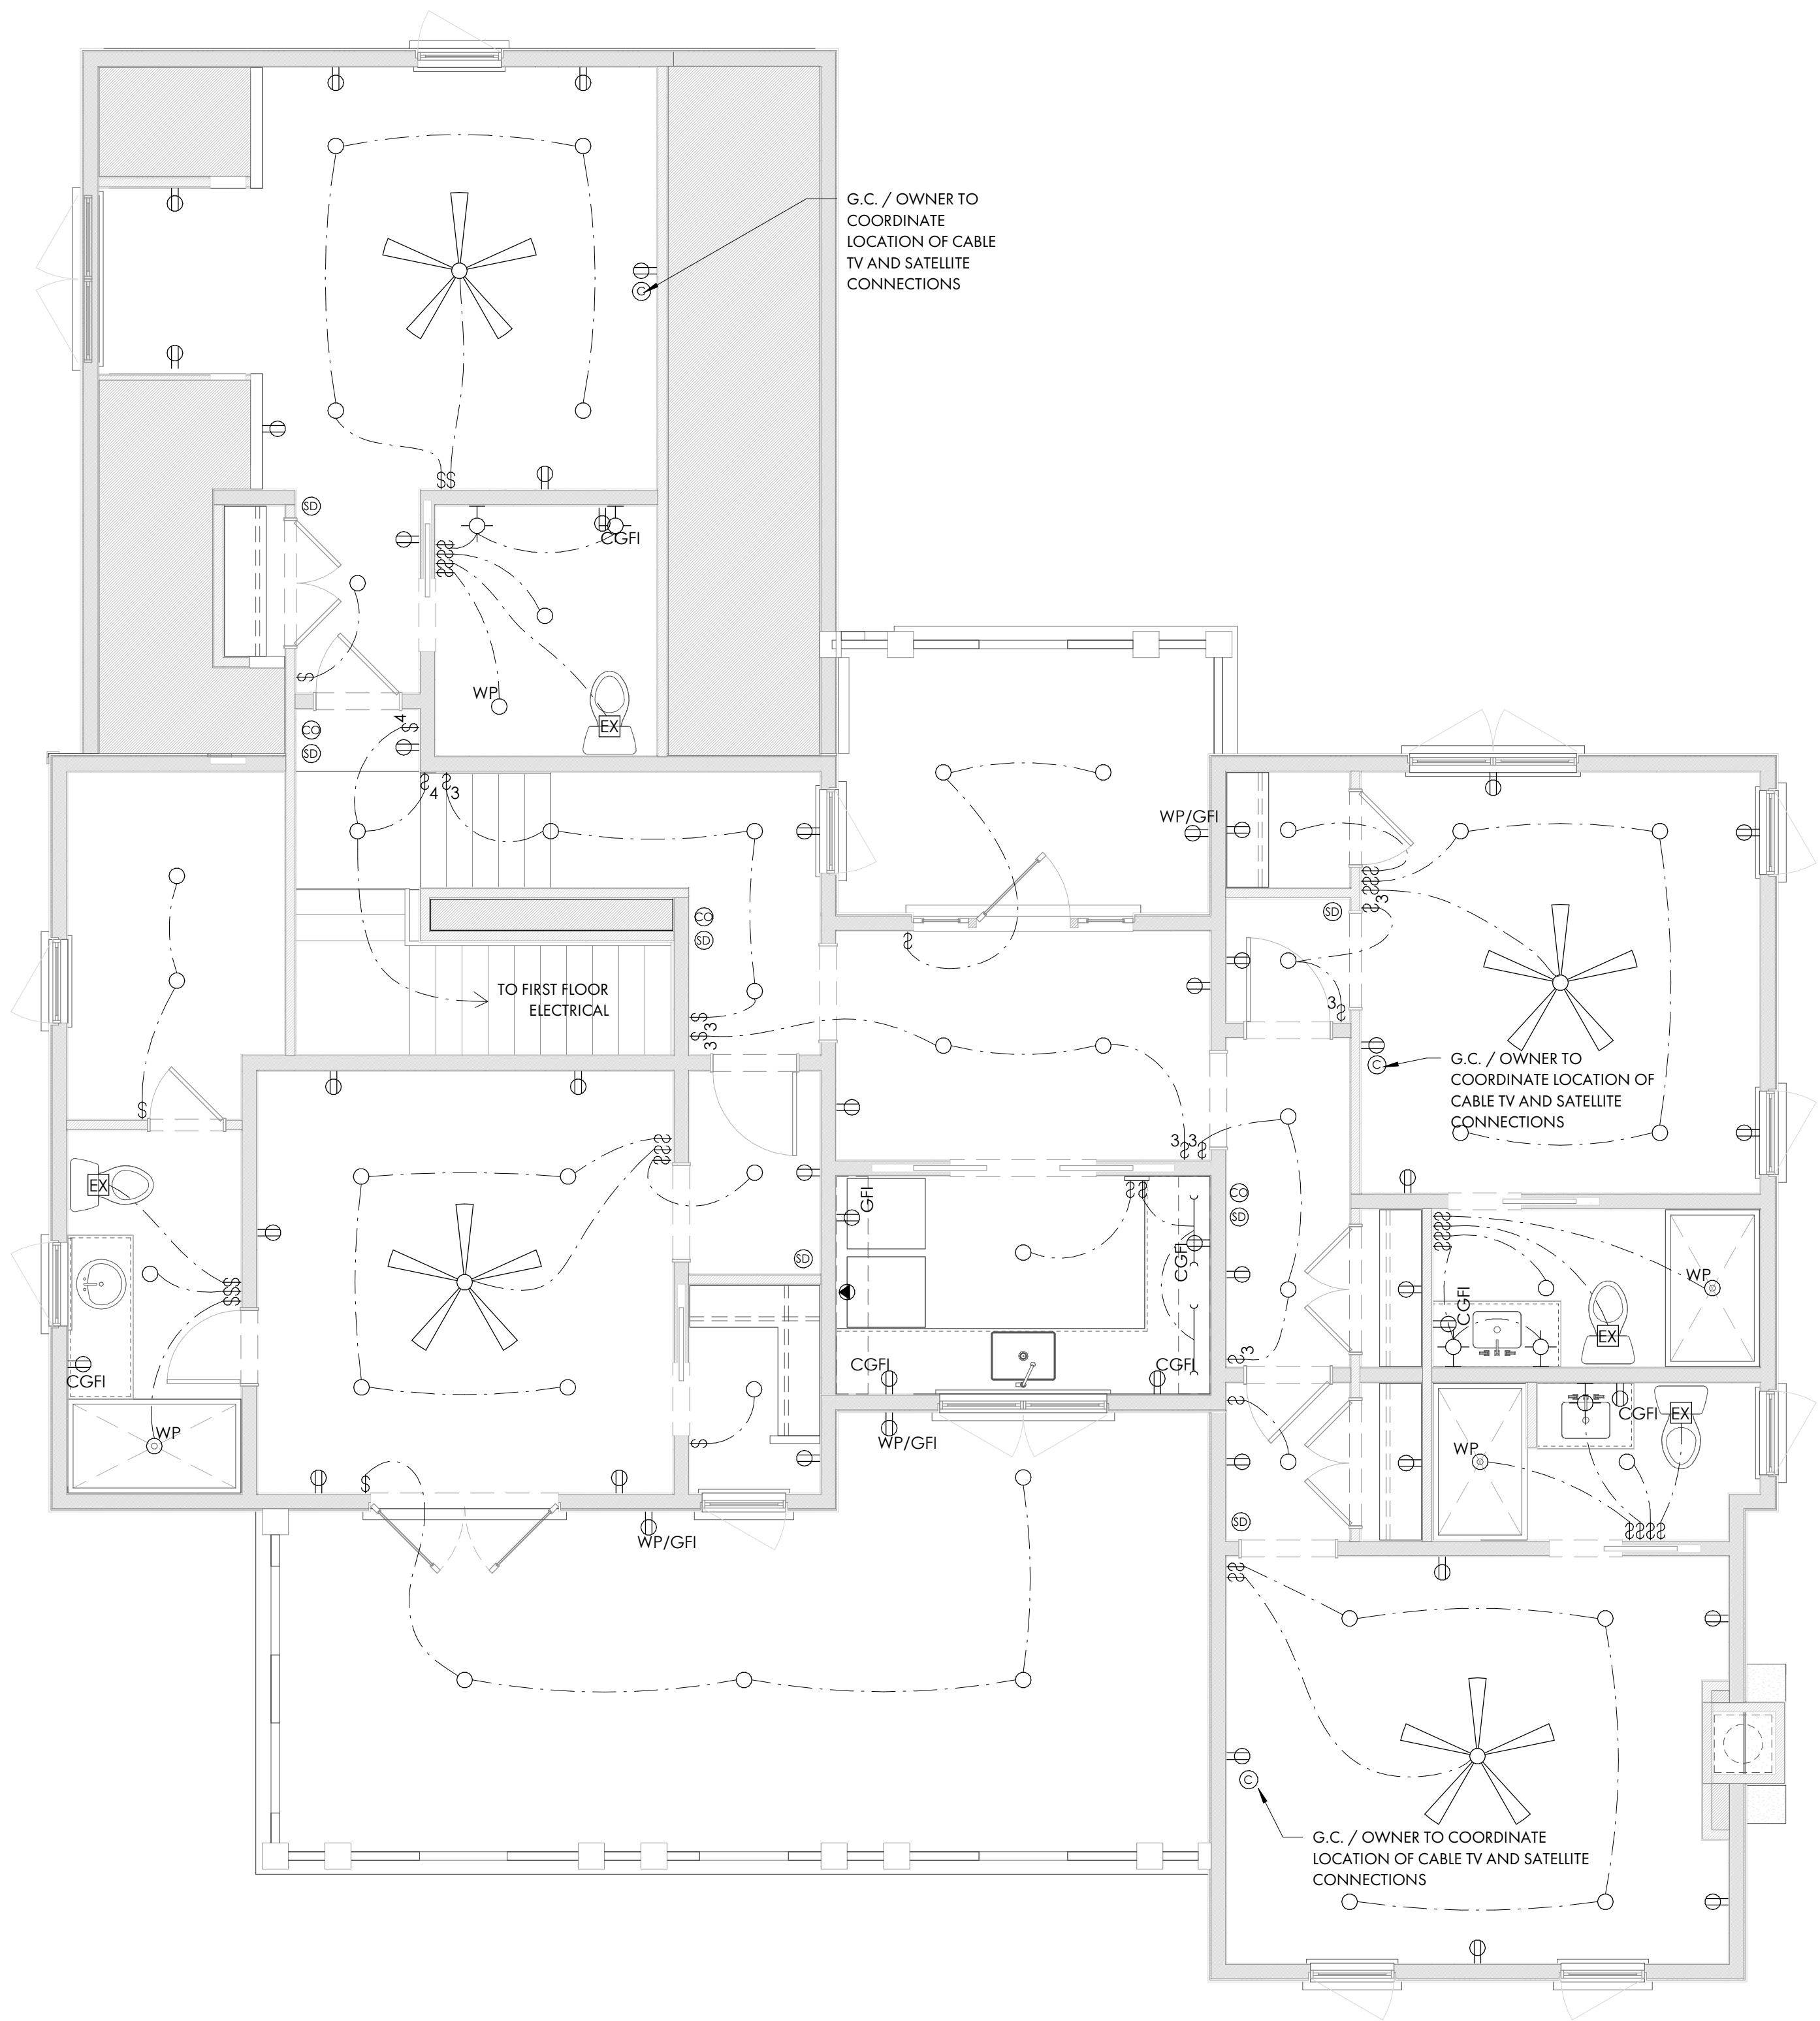 G.C. / OWNER TO
COORDINATE
LOCATION OF CABLE
TV AND SATELLITE
CONNECTIONS
C
$$
SD
CGFI
$$
$$
$$
$$
$
WP
EX
4
$
CO
SD
$
4
$
3
WP/GFI
$$
$$
$$
3
$
SD
CO
SD
$
TO FIRST FLOOR
ELECTRICAL
3
$
$
3
$$
3
C
G.C. / OWNER TO
COORDINATE LOCATION OF
CABLE TV AND SATELLITE
CONNECTIONS
$
$$
$$
$$
3
$
3
$
EX
GFI
$$
CO
SD
$$
$$
$$
$$
CGFI
SD
WP
$$
$$
$$
CGFI
EX
CGFI
CGFI
CGFI
$$
3
$
CGFI
EX
WP
$
WP/GFI
WP
$
SD
$$$$
WP/GFI
$$
$$
C
G.C. / OWNER TO COORDINATE
LOCATION OF CABLE TV AND SATELLITE
CONNECTIONS